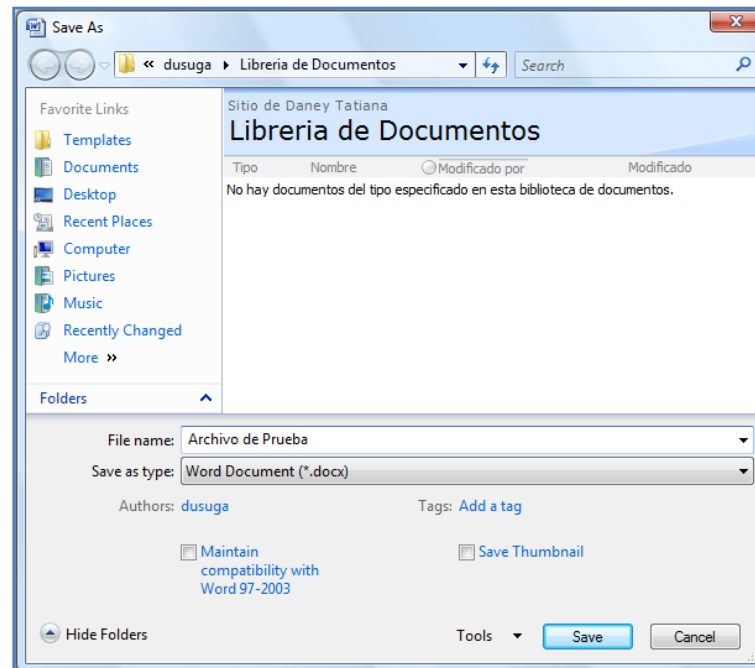 Save As
« dusuga ▸ Libreria de Documentos
Search
Favorite Links
Templates
Documents
Desktop
Recent Places
Computer
Pictures
Music
Recently Changed
More »
Folders
Sitio de Daney Tatiana
Libreria de Documentos
Tipo Nombre Modificado por Modificado
No hay documentos del tipo especificado en esta biblioteca de documentos.
File name: Archivo de Prueba
Save as type: Word Document (*.docx)
Authors: dusuga Tags: Add a tag
Maintain
compatibility with
Word 97-2003
Save Thumbnail
Hide Folders Tools Save Cancel